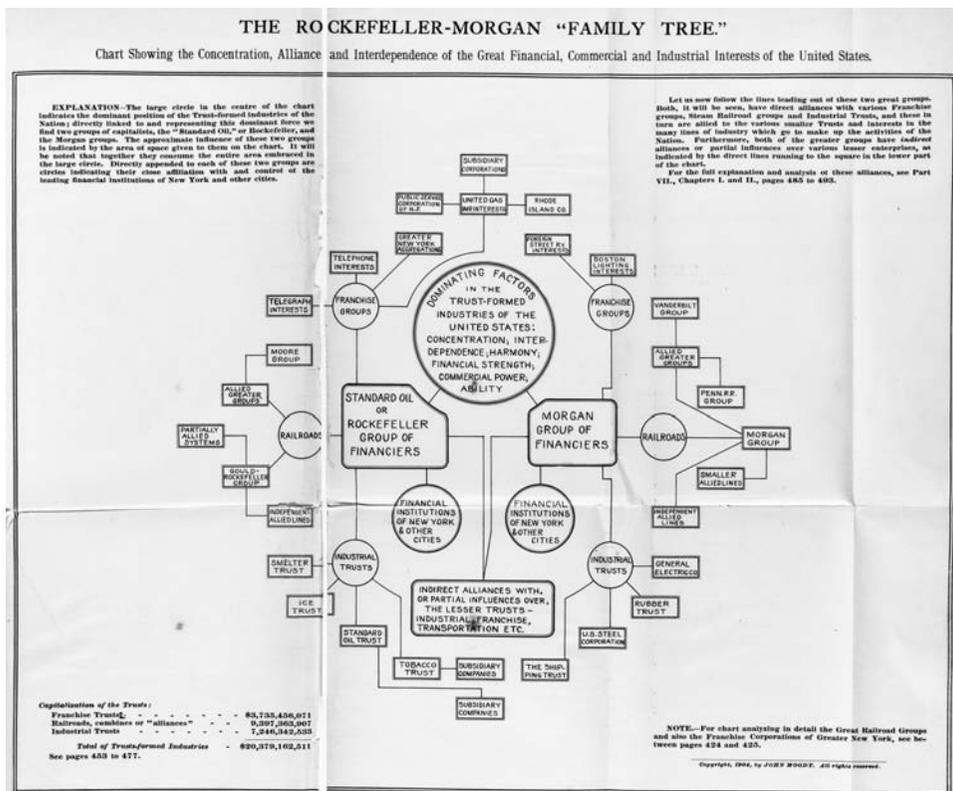 THE ROCKEFELLER-MORGAN “FAMILY TREE.”
Chart Showing the Concentration, Alliance and Interdependence of the Great Financial, Commercial and Industrial Interests of the United States.
EXPLANATION—The large circle in the centre of the chart
indicates the dominant position of the Trust-formed industries of the
Nation; directly linked to and representing this dominant force we
find two groups of capitalists, the “Standard Oil,” or Rockefeller, and
the Morgan groups. The approximate influence of these two groups
is indicated by the area of space given to them on the chart. It will
be noted that together they consume the entire area embraced in
the large circle. Directly appended to each of these two groups are
circles indicating their close affiliation with and control of the
leading financial institutions of New York and other cities.
Let us now follow the lines leading out of these two great groups.
Both, it will be seen, have direct alliances with various Franchise
groups, Steam Railroad groups and Industrial Trusts, and these in
turn are allied to the various smaller Trusts and interests in the
many lines of industry which go to make up the activities of the
Nation. Furthermore, both of the greater groups have indirect
alliances or partial influences over various lesser enterprises, as
indicated by the direct lines running to the square in the lower part
of the chart.
For the full explanation and analysis of these alliances, see Part
VII., Chapters I. and II., pages 485 to 493.
SUBSIDIARY
CORPORATIONS
PUBLIC SERVICE
CORPORATION
OF N.J.
UNITED GAS
IMP. INTERESTS
RHODE
ISLAND CO.
GREATER
NEW YORK
AGGREGATIONS
FOREIGN
STREET RY.
INTERESTS
TELEPHONE
INTERESTS
BOSTON
LIGHTING
INTERESTS
TELEGRAPH
INTERESTS
FRANCHISE
GROUPS
DOMINATING FACTORS
IN THE
TRUST-FORMED
INDUSTRIES OF THE
UNITED STATES:
CONCENTRATION; INTER-
DEPENDENCE; HARMONY;
FINANCIAL STRENGTH;
COMMERCIAL POWER;
ABILITY
FRANCHISE
GROUPS
VANDERBILT
GROUP
MOORE
GROUP
ALLIED
GREATER
GROUPS
ALLIED
GREATER
GROUPS
PENN. R.R.
GROUP
STANDARD OIL
OR
ROCKEFELLER
GROUP OF
FINANCIERS
MORGAN
GROUP OF
FINANCIERS
PARTIALLY
ALLIED
SYSTEMS
RAILROADS
RAILROADS
MORGAN
GROUP
GOULD-
ROCKEFELLER
GROUP
SMALLER
ALLIED LINES
INDEPENDENT
ALLIED LINES
FINANCIAL
INSTITUTIONS
OF NEW YORK
& OTHER
CITIES
FINANCIAL
INSTITUTIONS
OF NEW YORK
& OTHER
CITIES
INDEPENDENT
ALLIED
LINES
SMELTER
TRUST
INDUSTRIAL
TRUSTS
INDUSTRIAL
TRUSTS
GENERAL
ELECTRIC CO
ICE
TRUST
INDIRECT ALLIANCES WITH,
OR PARTIAL INFLUENCES OVER,
THE LESSER TRUSTS—
INDUSTRIAL, FRANCHISE,
TRANSPORTATION ETC.
RUBBER
TRUST
STANDARD
OIL TRUST
U.S. STEEL
CORPORATION
TOBACCO
TRUST
SUBSIDIARY
COMPANIES
THE SHIP-
PING TRUST
SUBSIDIARY
COMPANIES
Capitalization of the Trusts:
Franchise Trusts - - - - - - - $3,735,456,071
Railroads, combines or “alliances” - - 9,397,363,907
Industrial Trusts - - - - - - - 7,246,342,533
Total of Trusts-formed Industries - $20,379,162,511
See pages 453 to 477.
NOTE.—For chart analyzing in detail the Great Railroad Groups
and also the Franchise Corporations of Greater New York, see be-
tween pages 424 and 425.
Copyright, 1904, by JOHN MOODY. All rights reserved.